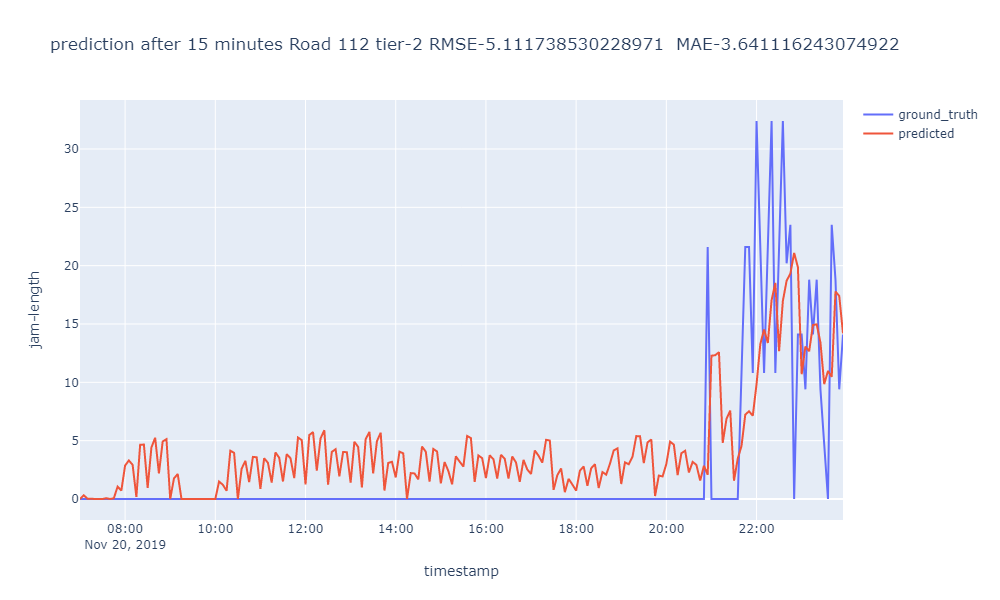 prediction after 15 minutes Road 112 tier-2 RMSE-5.111738530228971 MAE-3.641116243074922
ground_truth
predicted
30
25
20
15
10
5
0
jam-length
08:00 10:00 12:00 14:00 16:00 18:00 20:00 22:00
Nov 20, 2019
timestamp